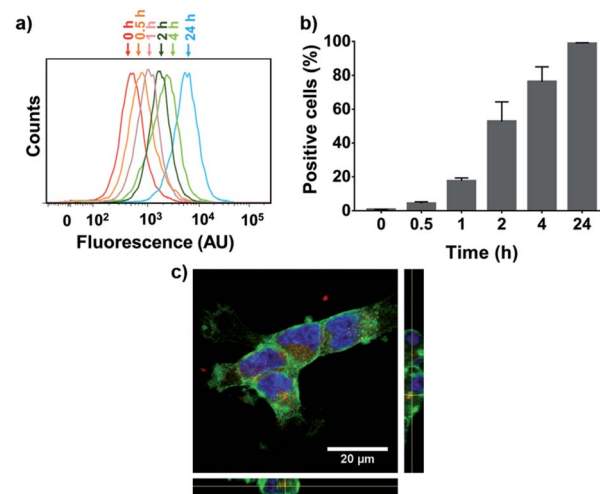 a)
0 h
0.5 h
1 h
2 h
4 h
24 h
Counts
0 10² 10³ 10⁴ 10⁵
Fluorescence (AU)
b)
Positive cells (%)
100
80
60
40
20
0
0 0.5 1 2 4 24
Time (h)
c)
20 µm